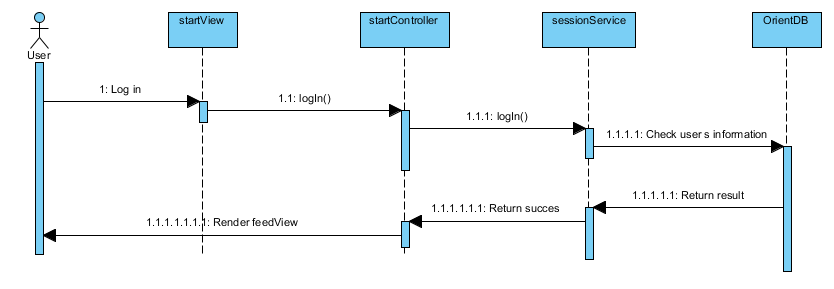 startView
startController
sessionService
OrientDB
User
1: Log in
1.1: logIn()
1.1.1: logIn()
1.1.1.1: Check user s information
1.1.1.1.1: Return result
1.1.1.1.1.1: Return succes
1.1.1.1.1.1.1: Render feedView